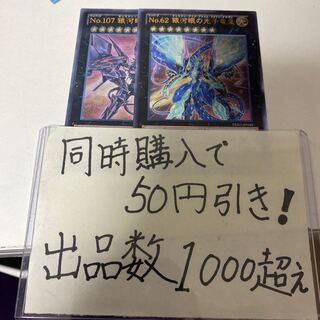 No.107 銀河眼
No.62 銀河眼の光子竜皇
同時購入で
50円引き!
出品数1000超え